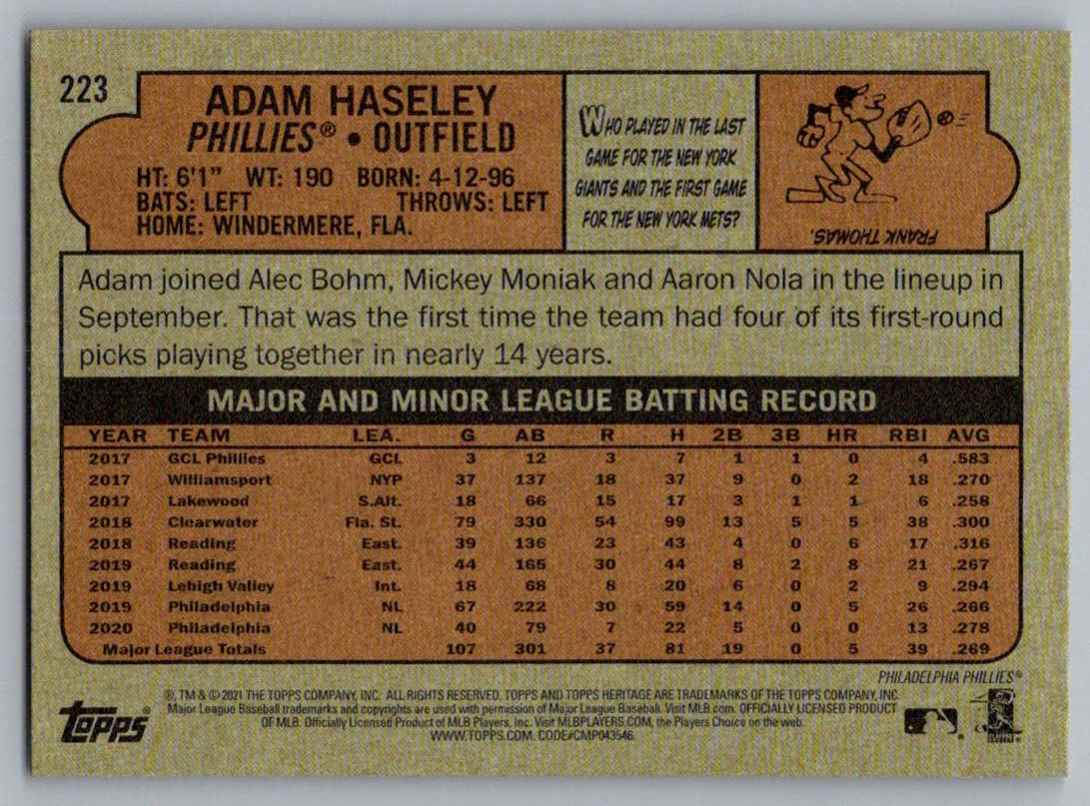 223
ADAM HASELEY
PHILLIES® • OUTFIELD
HT: 6'1" WT: 190 BORN: 4-12-96
BATS: LEFT THROWS: LEFT
HOME: WINDERMERE, FLA.
WHO PLAYED IN THE LAST
GAME FOR THE NEW YORK
GIANTS AND THE FIRST GAME
FOR THE NEW YORK METS?
FRANK THOMAS.
Adam joined Alec Bohm, Mickey Moniak and Aaron Nola in the lineup in
September. That was the first time the team had four of its first-round
picks playing together in nearly 14 years.
MAJOR AND MINOR LEAGUE BATTING RECORD
YEAR TEAM LEA. G AB R H 2B 3B HR RBI AVG
2017 GCL Phillies GCL 3 12 3 7 1 1 0 4 .583
2017 Williamsport NYP 37 137 18 37 9 0 2 18 .270
2017 Lakewood S.Alt. 18 66 15 17 3 1 1 6 .258
2018 Clearwater Fla. St. 79 330 54 99 13 5 5 38 .300
2018 Reading East. 39 136 23 43 4 0 6 17 .316
2019 Reading East. 44 165 30 44 8 2 8 21 .267
2019 Lehigh Valley Int. 18 68 8 20 6 0 2 9 .294
2019 Philadelphia NL 67 222 30 59 14 0 5 26 .266
2020 Philadelphia NL 40 79 7 22 5 0 0 13 .278
Major League Totals 107 301 37 81 19 0 5 39 .269
PHILADELPHIA PHILLIES®
®, TM & © 2021 THE TOPPS COMPANY, INC. ALL RIGHTS RESERVED. TOPPS AND TOPPS HERITAGE ARE TRADEMARKS OF THE TOPPS COMPANY, INC.
Major League Baseball trademarks and copyrights are used with permission of Major League Baseball. Visit MLB.com. OFFICIALLY LICENSED PRODUCT
OF MLB. Officially Licensed Product of MLB Players, Inc. Visit MLBPLAYERS.COM, the Players Choice on the web.
WWW.TOPPS.COM. CODE#CMP043546.
TOPPS®